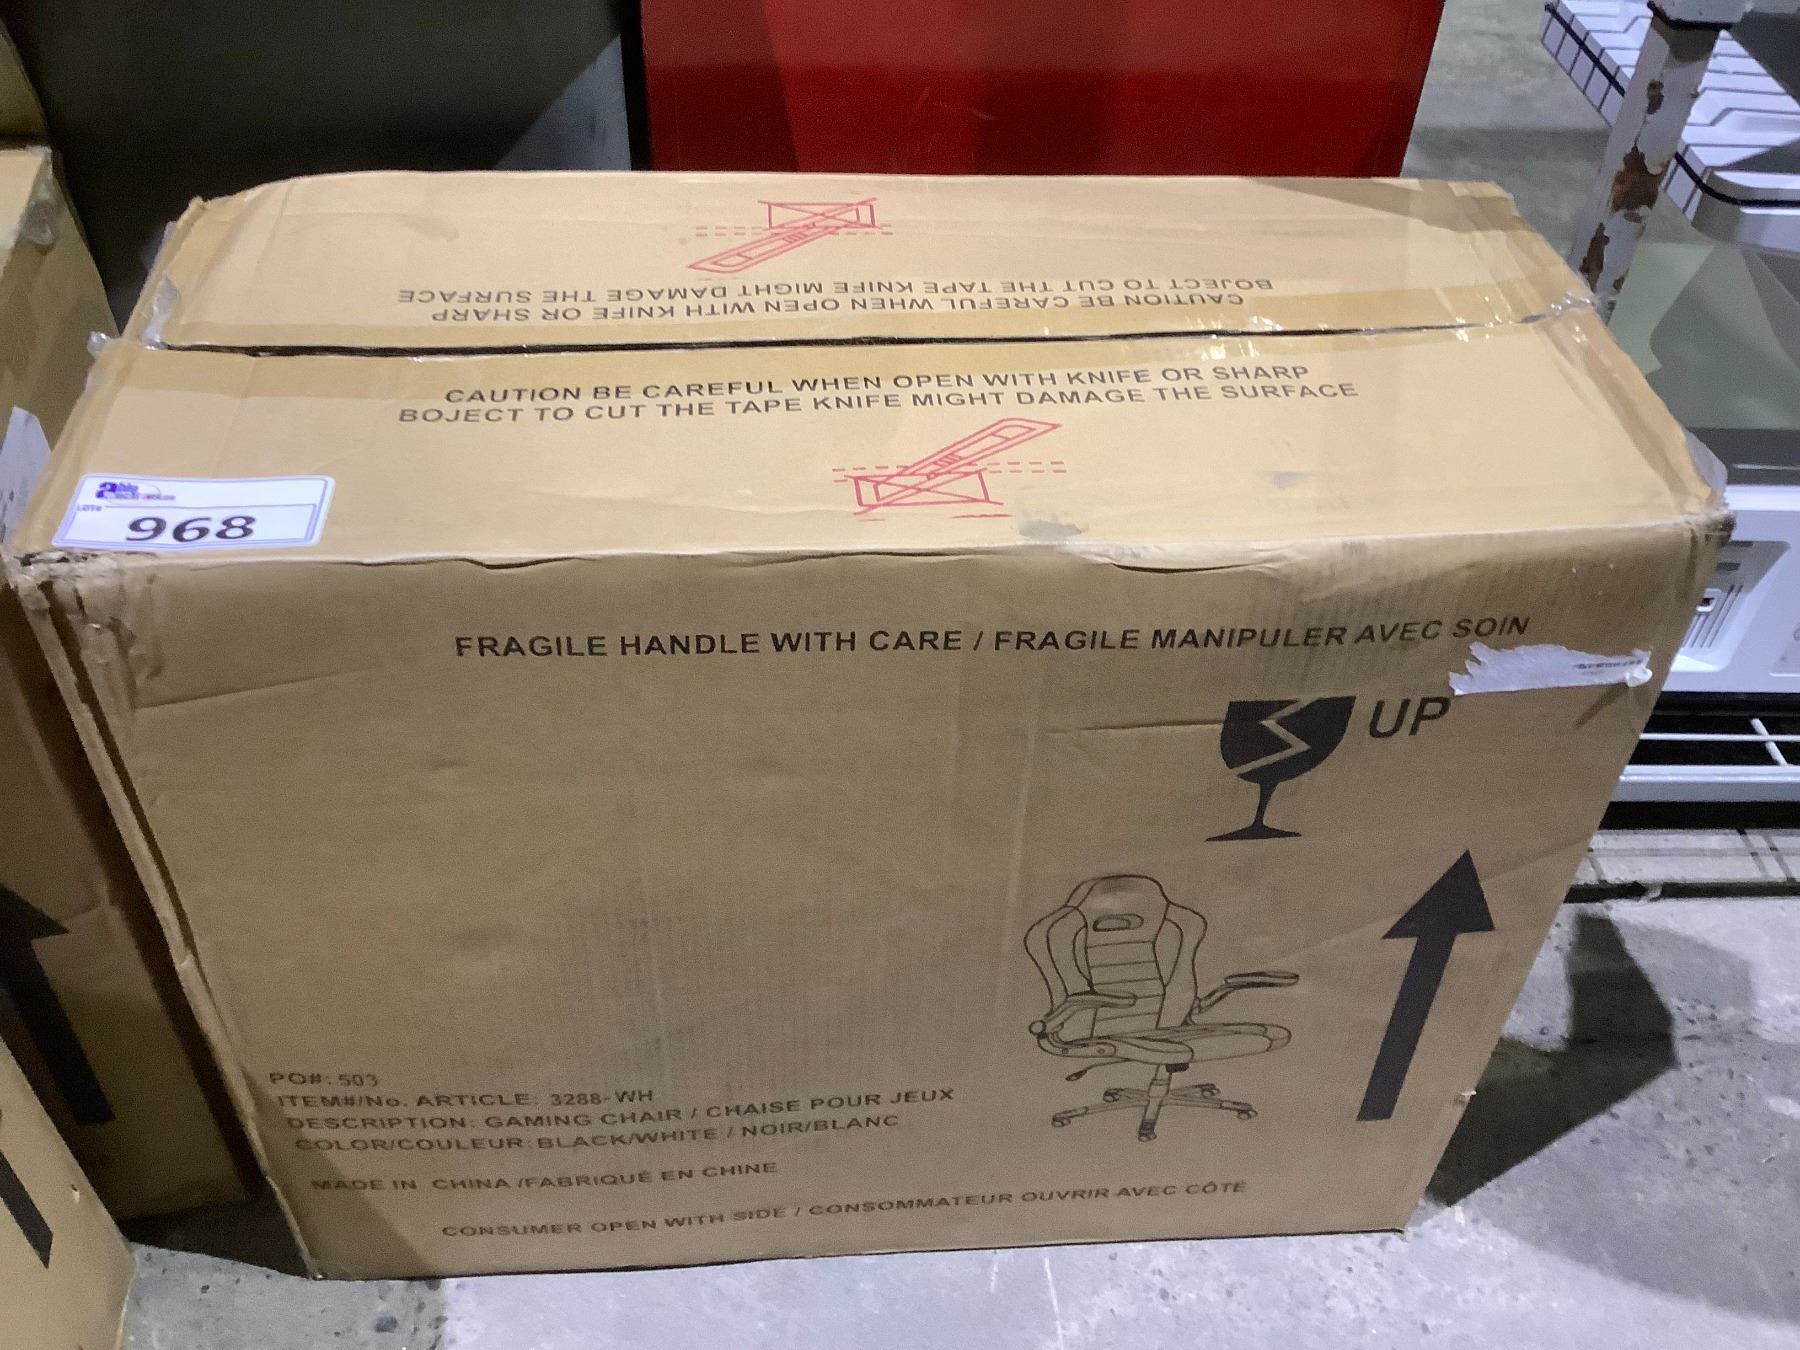 BOJECT TO CUT THE TAPE KNIFE MIGHT DAMAGE THE SURFACE
CAUTION BE CAREFUL WHEN OPEN WITH KNIFE OR SHARP
CAUTION BE CAREFUL WHEN OPEN WITH KNIFE OR SHARP
BOJECT TO CUT THE TAPE KNIFE MIGHT DAMAGE THE SURFACE
LOT#
968
FRAGILE HANDLE WITH CARE / FRAGILE MANIPULER AVEC SOIN
UP
PO#: 503
ITEM#/No. ARTICLE: 3288-WH
DESCRIPTION: GAMING CHAIR / CHAISE POUR JEUX
COLOR/COULEUR: BLACK/WHITE / NOIR/BLANC
MADE IN CHINA /FABRIQUÉ EN CHINE
CONSUMER OPEN WITH SIDE / CONSOMMATEUR OUVRIR AVEC CÔTÉ